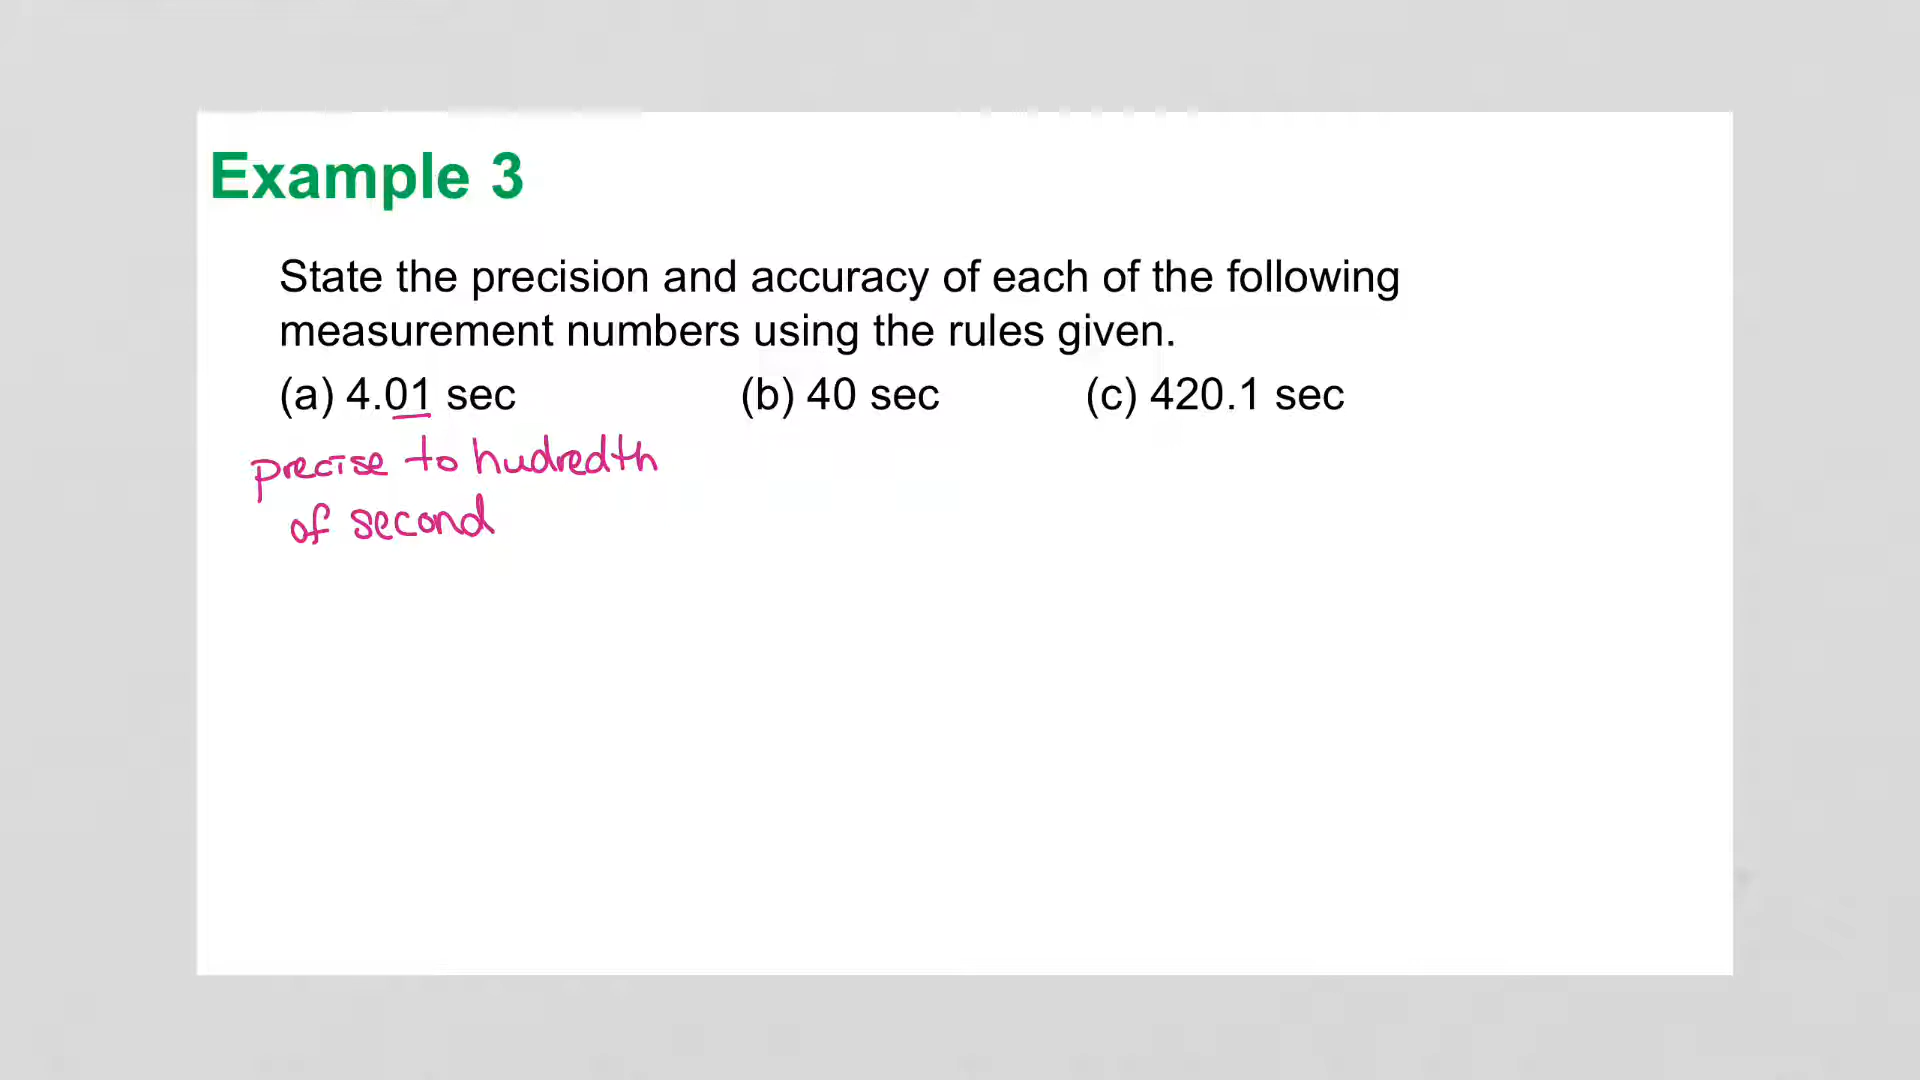 Example 3
State the precision and accuracy of each of the following
measurement numbers using the rules given.
(a) 4.01 sec (b) 40 sec (c) 420.1 sec
precise to hudredth
of second